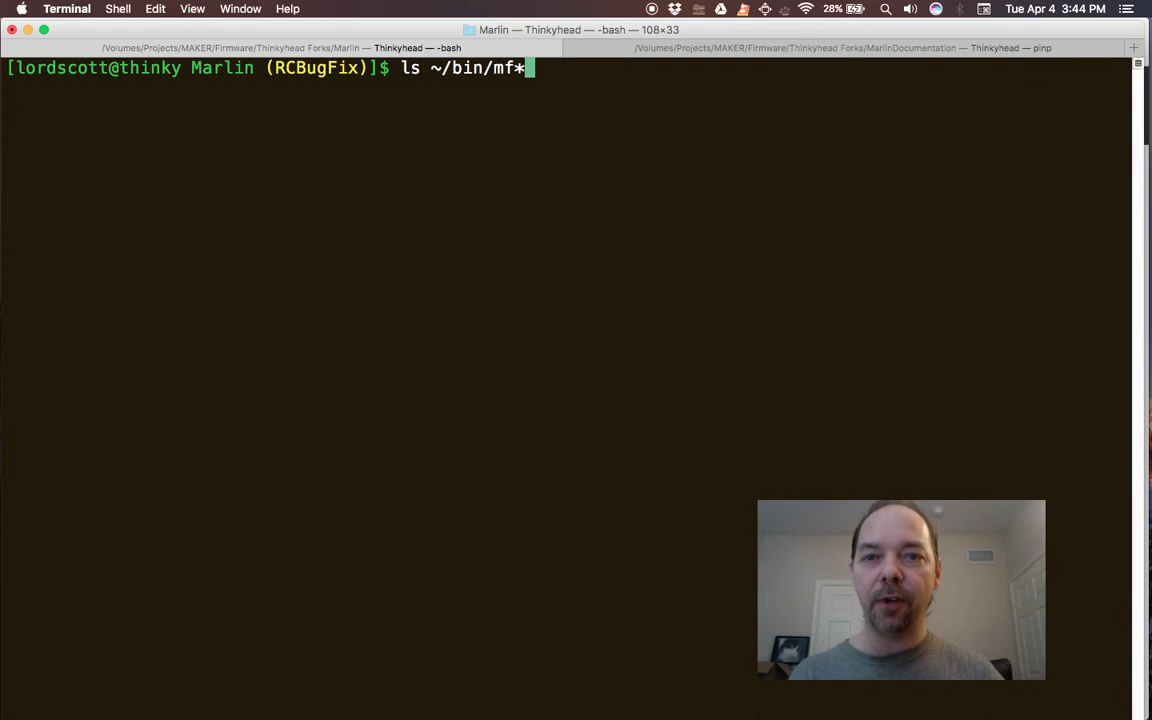 Terminal Shell Edit View Window Help 28% Tue Apr 4 3:44 PM
Marlin — Thinkyhead — -bash — 108×33
/Volumes/Projects/MAKER/Firmware/Thinkyhead Forks/Marlin — Thinkyhead — -bash
/Volumes/Projects/MAKER/Firmware/Thinkyhead Forks/MarlinDocumentation — Thinkyhead — pinp
[lordscott@thinky Marlin (RCBugFix)]$ ls ~/bin/mf*